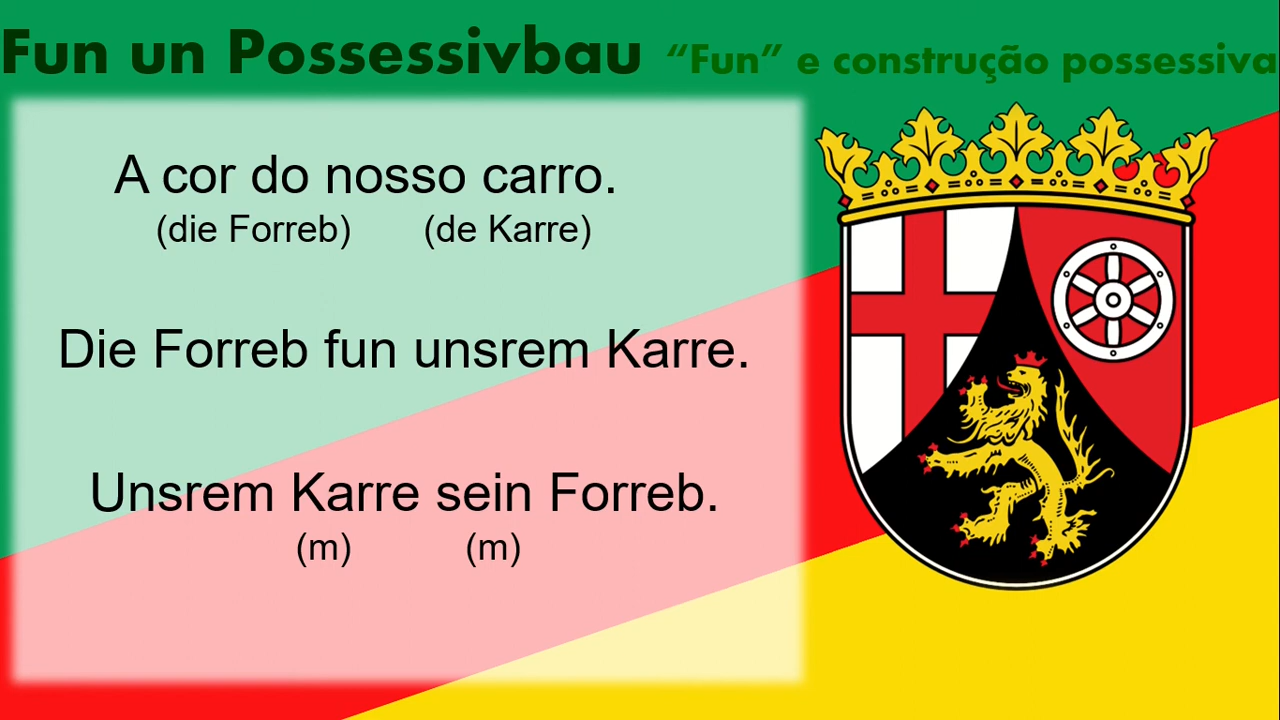 Fun un Possessivbau “Fun” e construção possessiva
A cor do nosso carro.
(die Forreb) (de Karre)
Die Forreb fun unsrem Karre.
Unsrem Karre sein Forreb.
(m) (m)